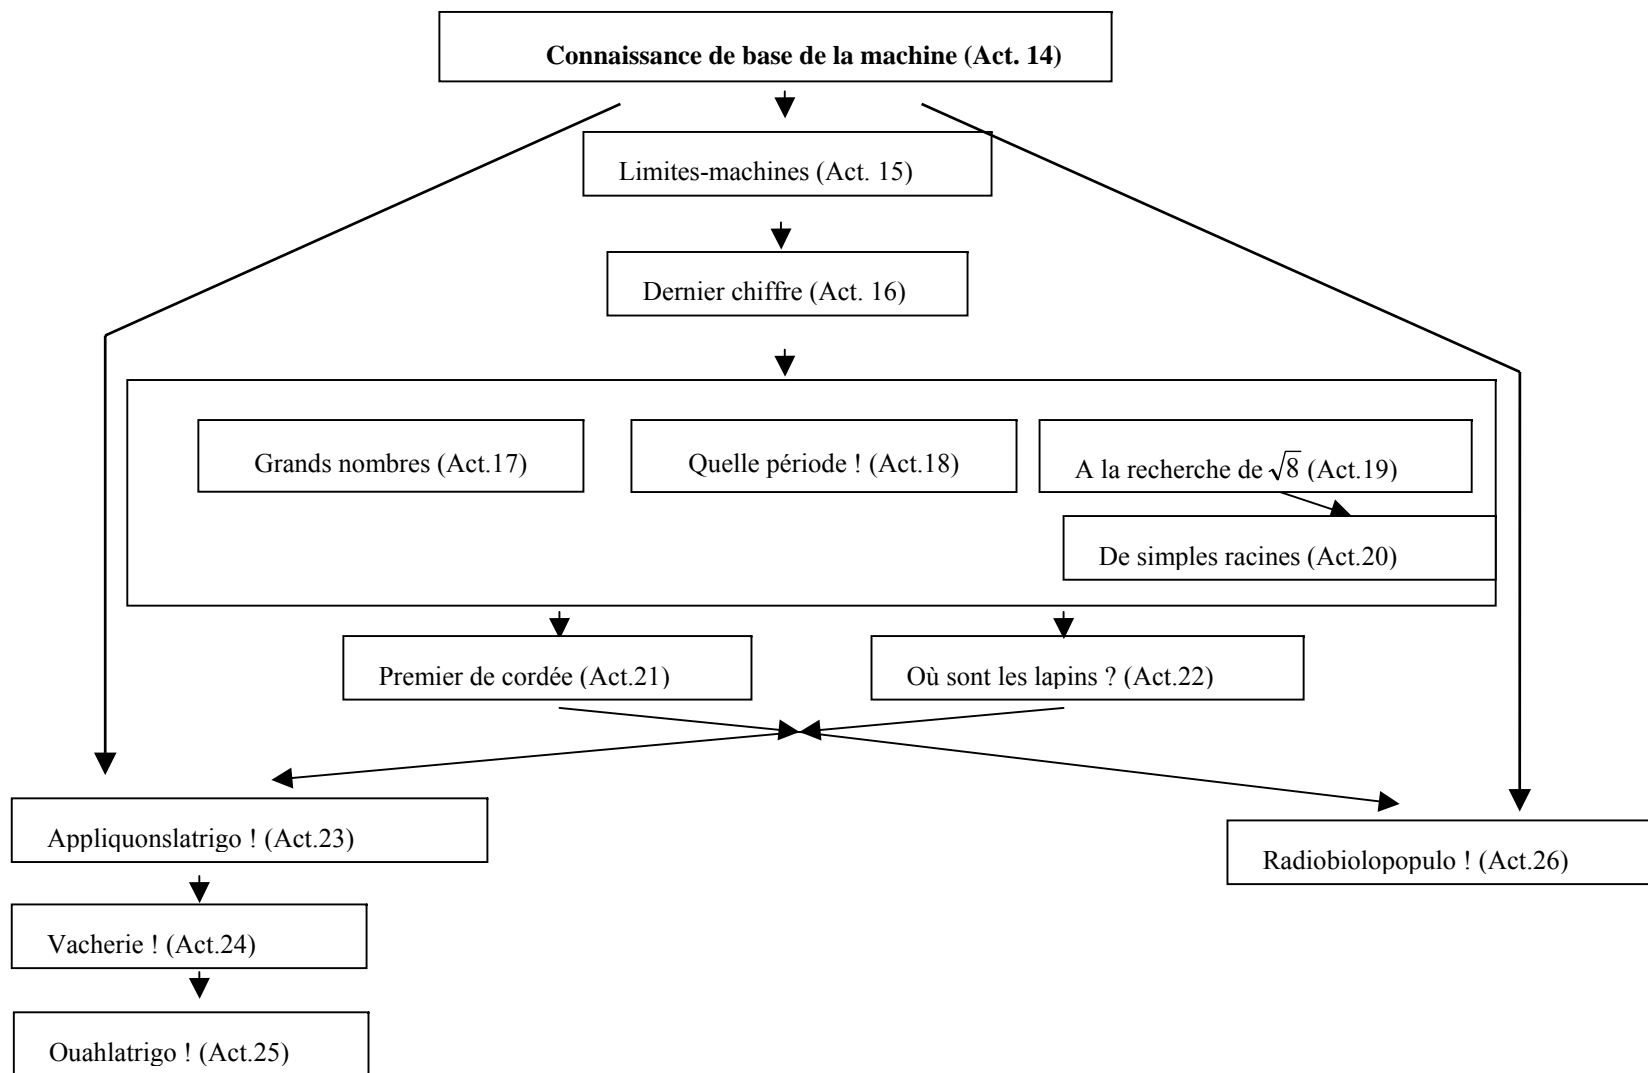 Connaissance de base de la machine (Act. 14)
Limites-machines (Act. 15)
Dernier chiffre (Act. 16)
Grands nombres (Act.17)
Quelle période ! (Act.18)
A la recherche de √8 (Act.19)
De simples racines (Act.20)
Premier de cordée (Act.21)
Où sont les lapins ? (Act.22)
Appliquonslatrigo ! (Act.23)
Radiobiolopopulo ! (Act.26)
Vacherie ! (Act.24)
Ouahlatrigo ! (Act.25)